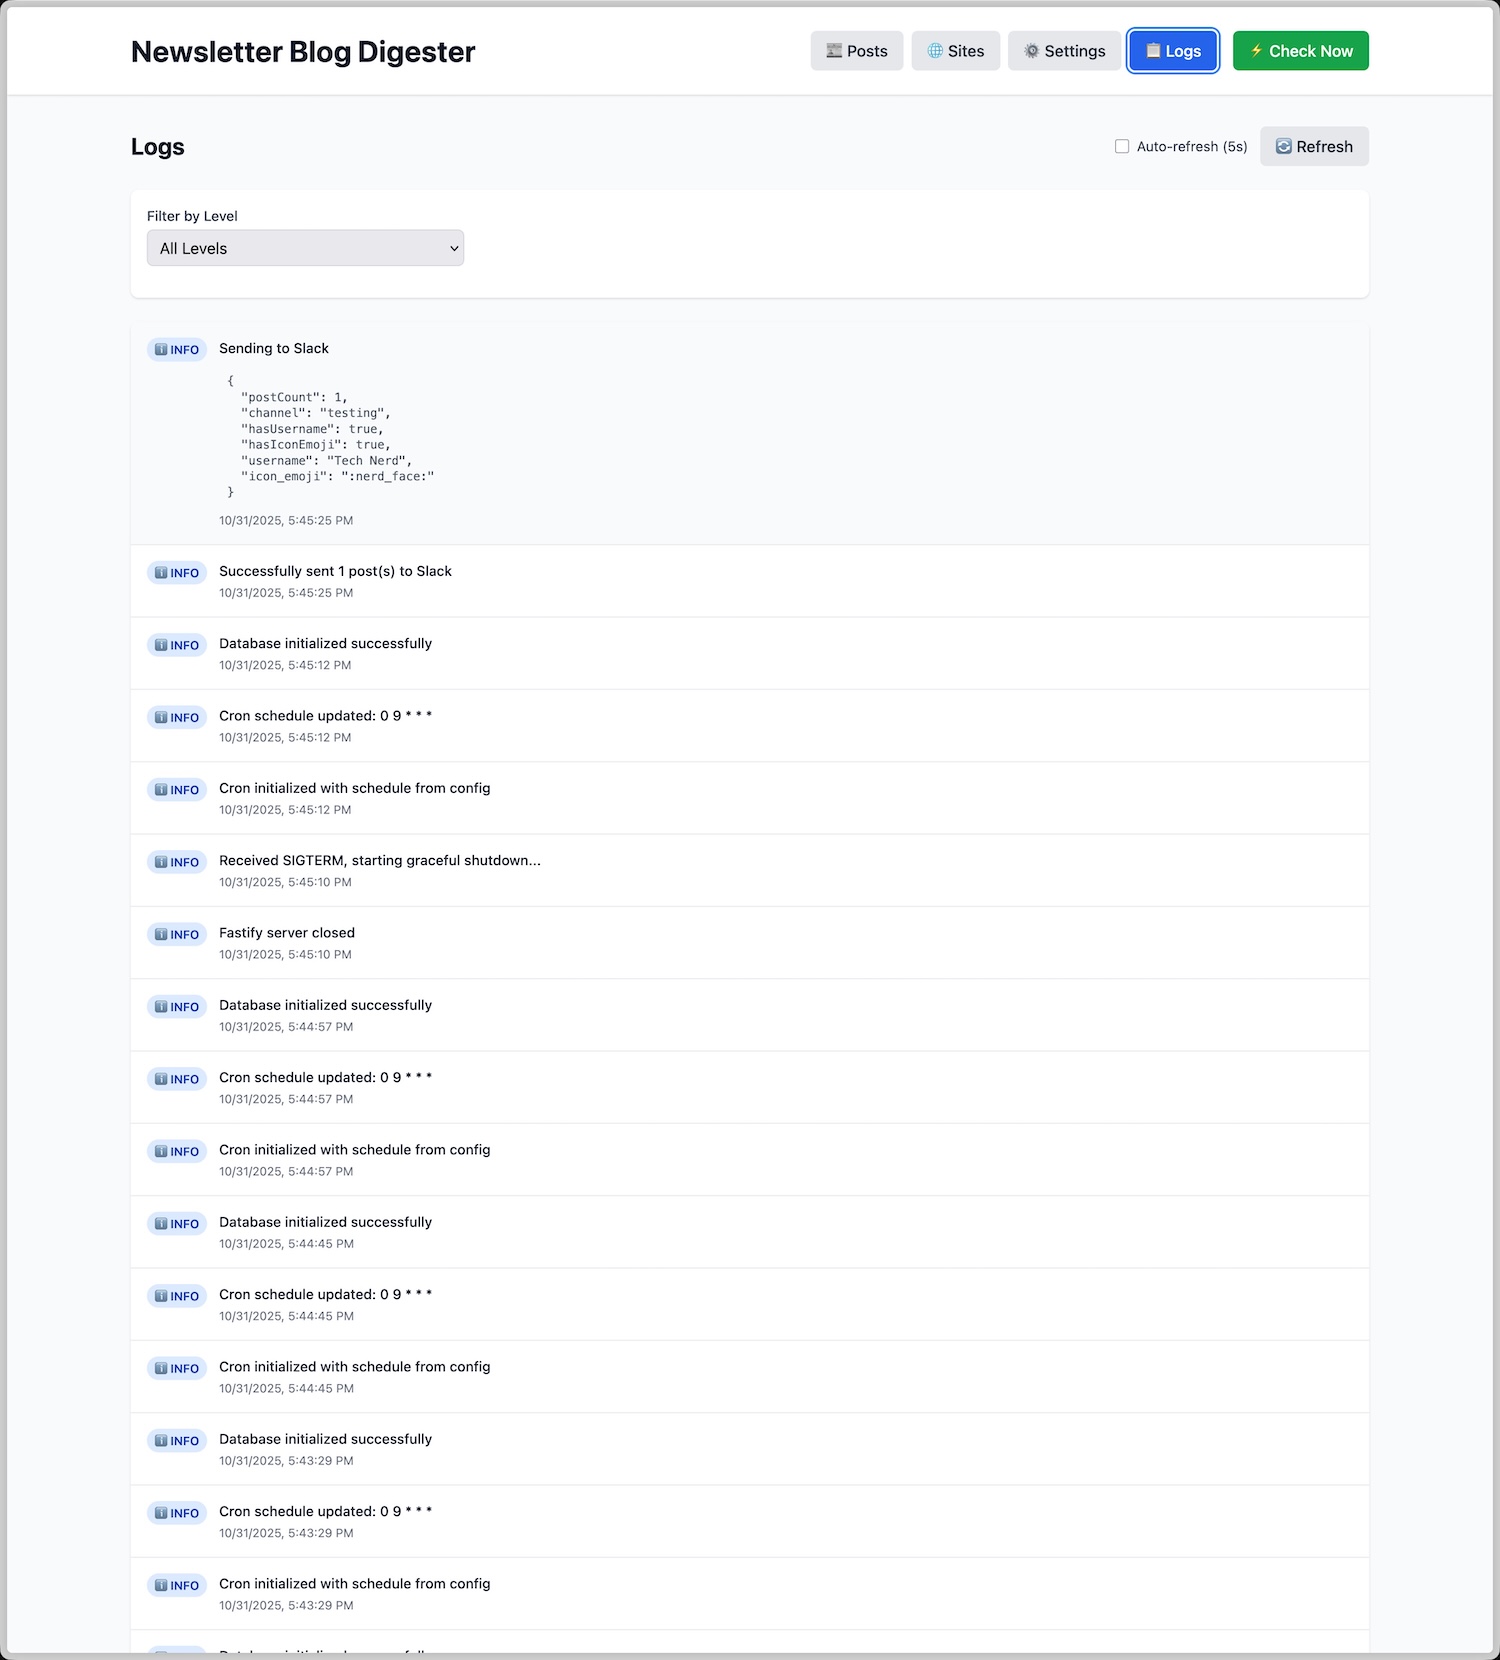 Newsletter Blog Digester
Posts
Sites
Settings
Logs
Check Now
Logs
Auto-refresh (5s)
Refresh
Filter by Level
All Levels
INFO
Sending to Slack
{
"postCount": 1,
"channel": "testing",
"hasUsername": true,
"hasIconEmoji": true,
"username": "Tech Nerd",
"icon_emoji": ":nerd_face:"
}
10/31/2025, 5:45:25 PM
INFO
Successfully sent 1 post(s) to Slack
10/31/2025, 5:45:25 PM
INFO
Database initialized successfully
10/31/2025, 5:45:12 PM
INFO
Cron schedule updated: 0 9 * * *
10/31/2025, 5:45:12 PM
INFO
Cron initialized with schedule from config
10/31/2025, 5:45:12 PM
INFO
Received SIGTERM, starting graceful shutdown...
10/31/2025, 5:45:10 PM
INFO
Fastify server closed
10/31/2025, 5:45:10 PM
INFO
Database initialized successfully
10/31/2025, 5:44:57 PM
INFO
Cron schedule updated: 0 9 * * *
10/31/2025, 5:44:57 PM
INFO
Cron initialized with schedule from config
10/31/2025, 5:44:57 PM
INFO
Database initialized successfully
10/31/2025, 5:44:45 PM
INFO
Cron schedule updated: 0 9 * * *
10/31/2025, 5:44:45 PM
INFO
Cron initialized with schedule from config
10/31/2025, 5:44:45 PM
INFO
Database initialized successfully
10/31/2025, 5:43:29 PM
INFO
Cron schedule updated: 0 9 * * *
10/31/2025, 5:43:29 PM
INFO
Cron initialized with schedule from config
10/31/2025, 5:43:29 PM